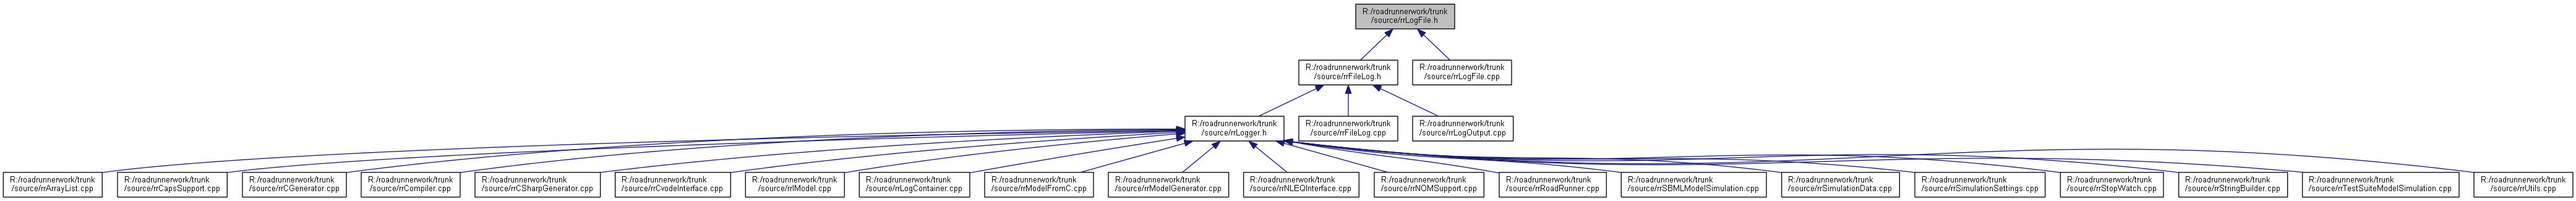 R:/roadrunnerwork/trunk
/source/rrLogFile.h
R:/roadrunnerwork/trunk
/source/rrFileLog.h
R:/roadrunnerwork/trunk
/source/rrLogFile.cpp
R:/roadrunnerwork/trunk
/source/rrLogger.h
R:/roadrunnerwork/trunk
/source/rrFileLog.cpp
R:/roadrunnerwork/trunk
/source/rrLogOutput.cpp
R:/roadrunnerwork/trunk
/source/rrArrayList.cpp
R:/roadrunnerwork/trunk
/source/rrCapsSupport.cpp
R:/roadrunnerwork/trunk
/source/rrCGenerator.cpp
R:/roadrunnerwork/trunk
/source/rrCompiler.cpp
R:/roadrunnerwork/trunk
/source/rrCSharpGenerator.cpp
R:/roadrunnerwork/trunk
/source/rrCvodeInterface.cpp
R:/roadrunnerwork/trunk
/source/rrIModel.cpp
R:/roadrunnerwork/trunk
/source/rrLogContainer.cpp
R:/roadrunnerwork/trunk
/source/rrModelFromC.cpp
R:/roadrunnerwork/trunk
/source/rrModelGenerator.cpp
R:/roadrunnerwork/trunk
/source/rrNLEQInterface.cpp
R:/roadrunnerwork/trunk
/source/rrNOMSupport.cpp
R:/roadrunnerwork/trunk
/source/rrRoadRunner.cpp
R:/roadrunnerwork/trunk
/source/rrSBMLModelSimulation.cpp
R:/roadrunnerwork/trunk
/source/rrSimulationData.cpp
R:/roadrunnerwork/trunk
/source/rrSimulationSettings.cpp
R:/roadrunnerwork/trunk
/source/rrStopWatch.cpp
R:/roadrunnerwork/trunk
/source/rrStringBuilder.cpp
R:/roadrunnerwork/trunk
/source/rrTestSuiteModelSimulation.cpp
R:/roadrunnerwork/trunk
/source/rrUtils.cpp